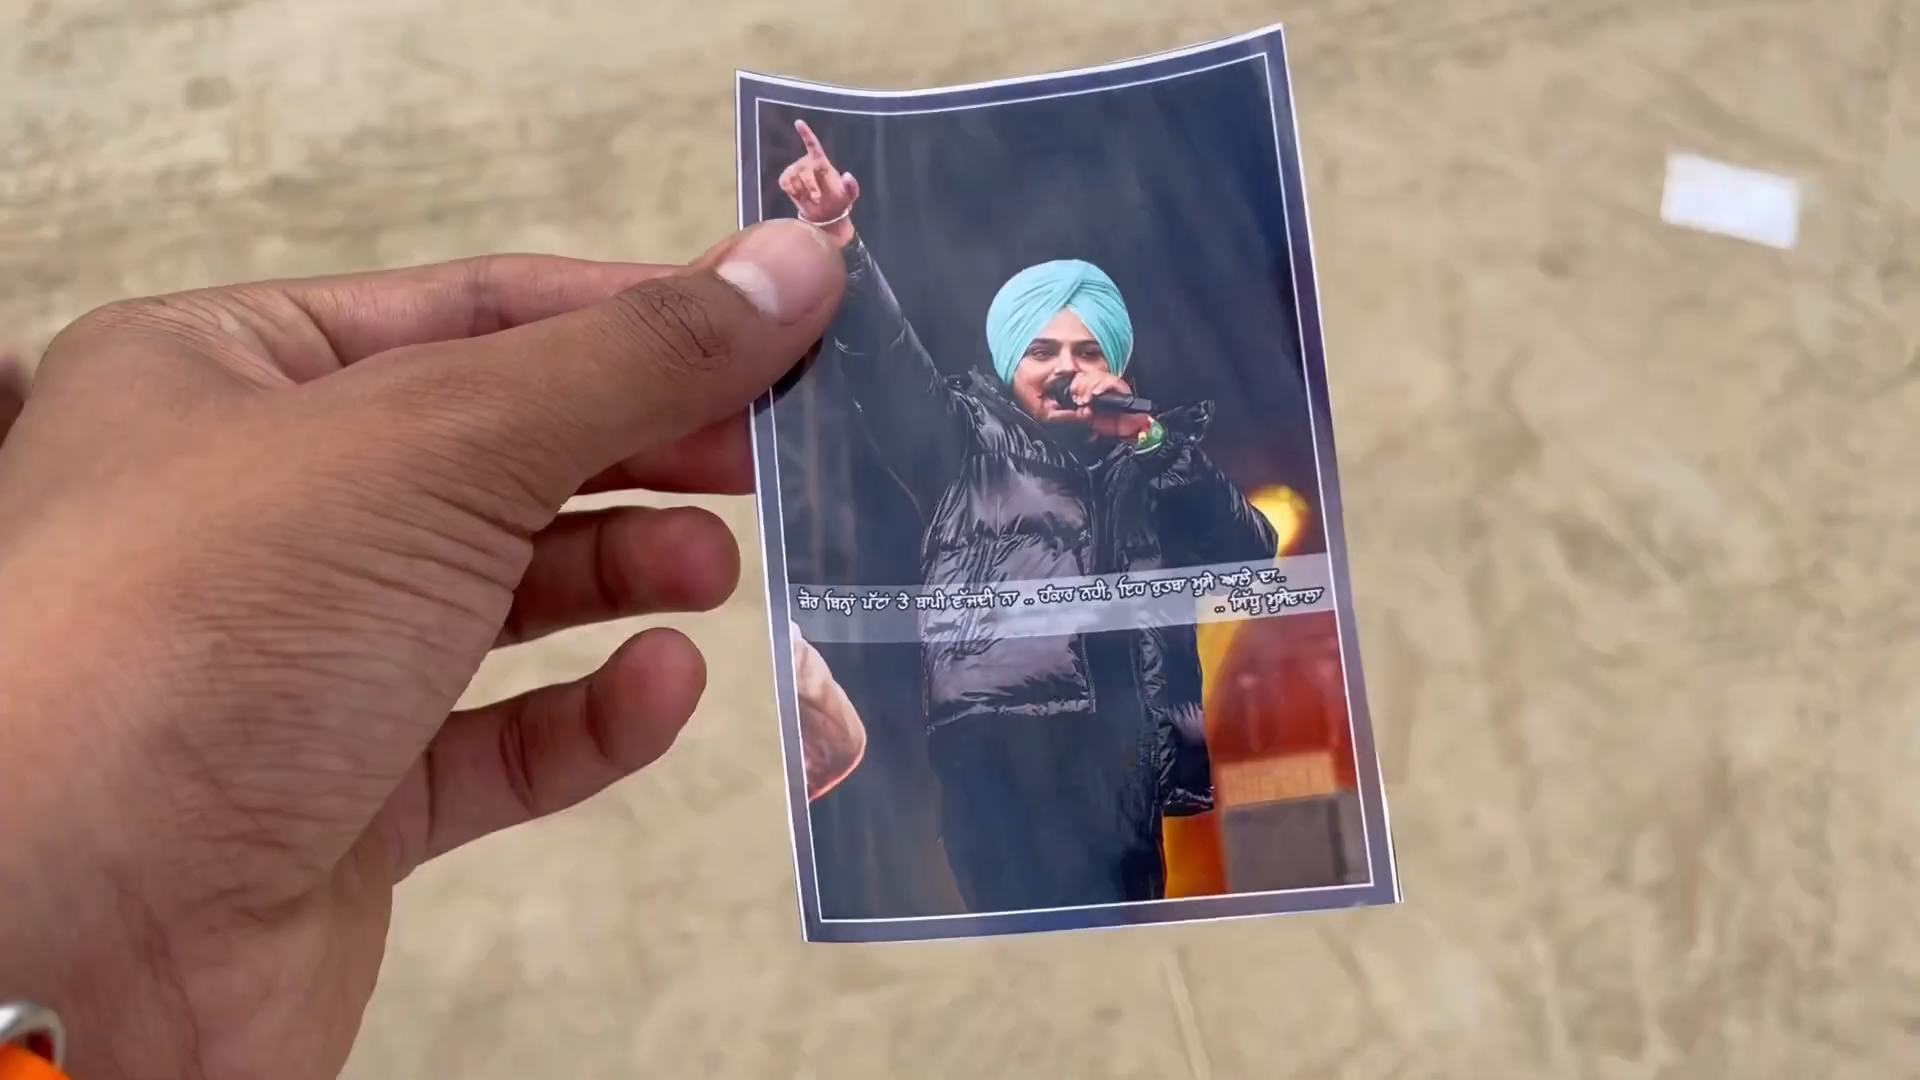 ਜ਼ੋਰ ਬਿਨ੍ਹਾਂ ਪੱਟਾਂ ਤੇ ਥਾਪੀ ਵੱਜਦੀ ਨਾ .. ਹੰਕਾਰ ਨਹੀ, ਇਹ ਰੁਤਬਾ ਮੂਸੇ ਆਲੇ ਦਾ..
.. ਸਿੱਧੂ ਮੂਸੇਵਾਲਾ